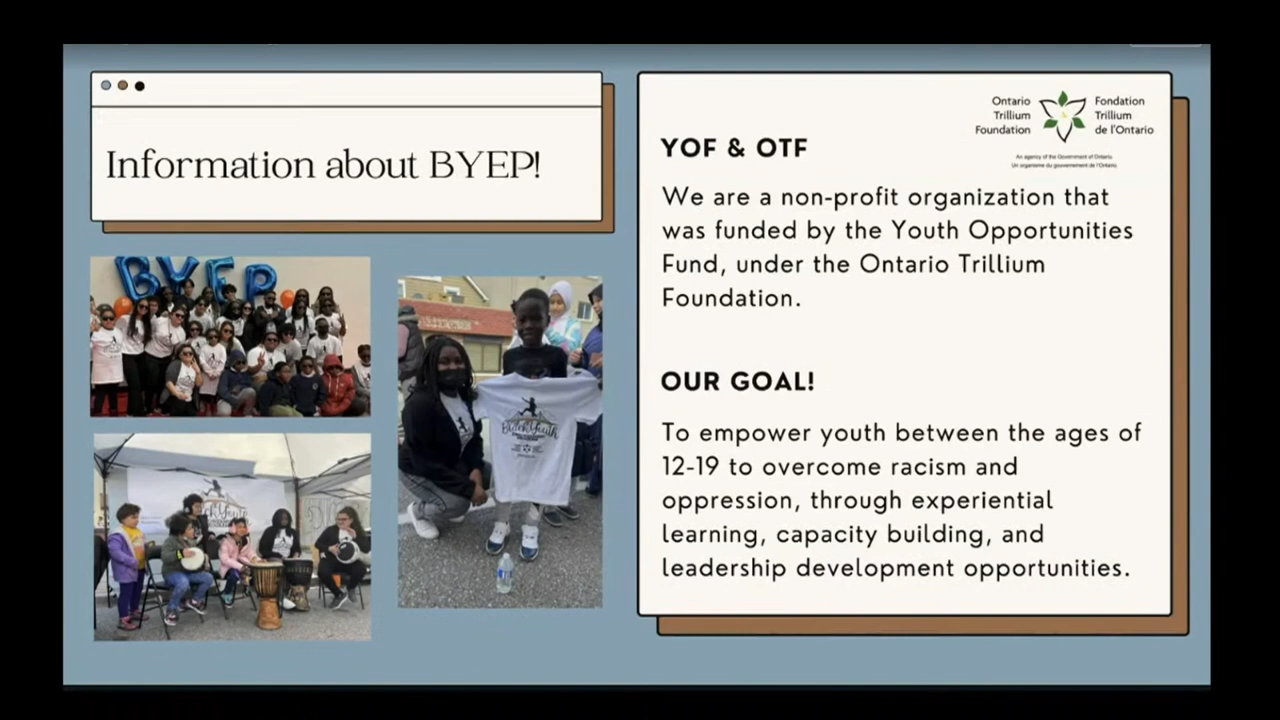 Information about BYEP!
BYEP
Black Youth
Youth
Ontario
Trillium
Foundation
Fondation
Trillium
de l'Ontario
An agency of the Government of Ontario
Un organisme du gouvernement de l'Ontario
YOF & OTF
We are a non-profit organization that
was funded by the Youth Opportunities
Fund, under the Ontario Trillium
Foundation.
OUR GOAL!
To empower youth between the ages of
12-19 to overcome racism and
oppression, through experiential
learning, capacity building, and
leadership development opportunities.